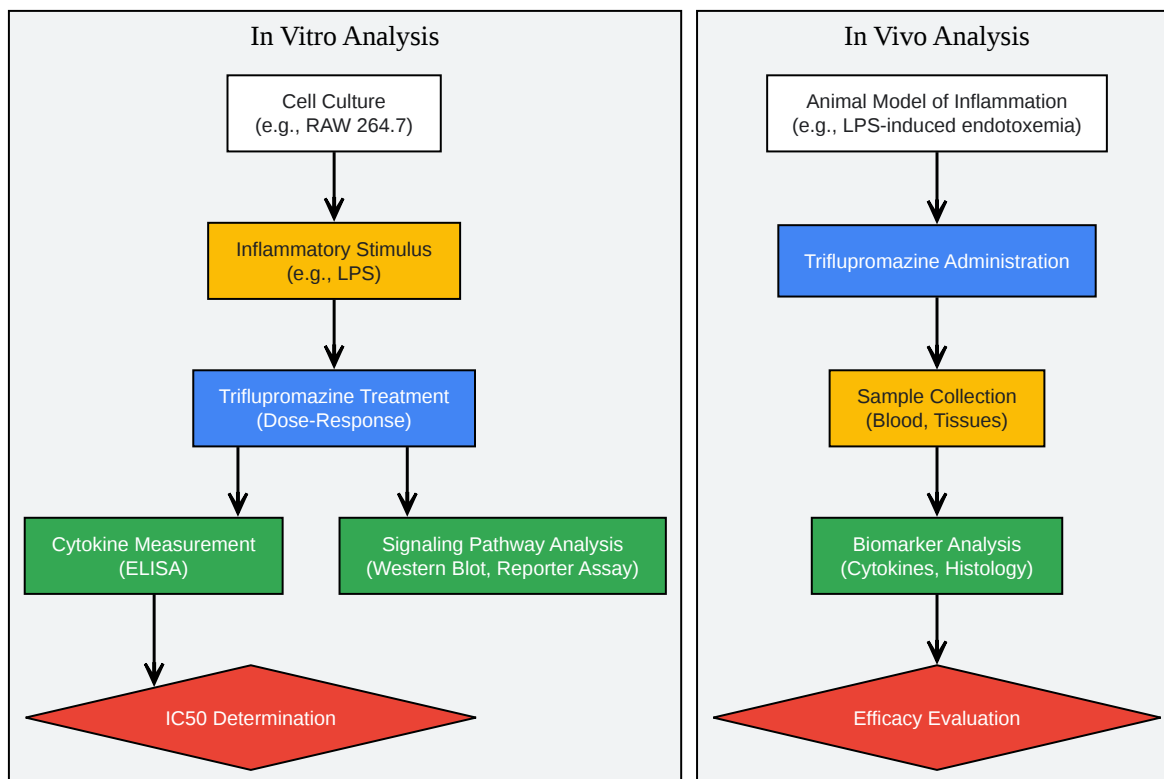 In Vitro Analysis
Cell Culture
(e.g., RAW 264.7)
Inflammatory Stimulus
(e.g., LPS)
Triflupromazine Treatment
(Dose-Response)
Cytokine Measurement
(ELISA)
Signaling Pathway Analysis
(Western Blot, Reporter Assay)
IC50 Determination
In Vivo Analysis
Animal Model of Inflammation
(e.g., LPS-induced endotoxemia)
Triflupromazine Administration
Sample Collection
(Blood, Tissues)
Biomarker Analysis
(Cytokines, Histology)
Efficacy Evaluation